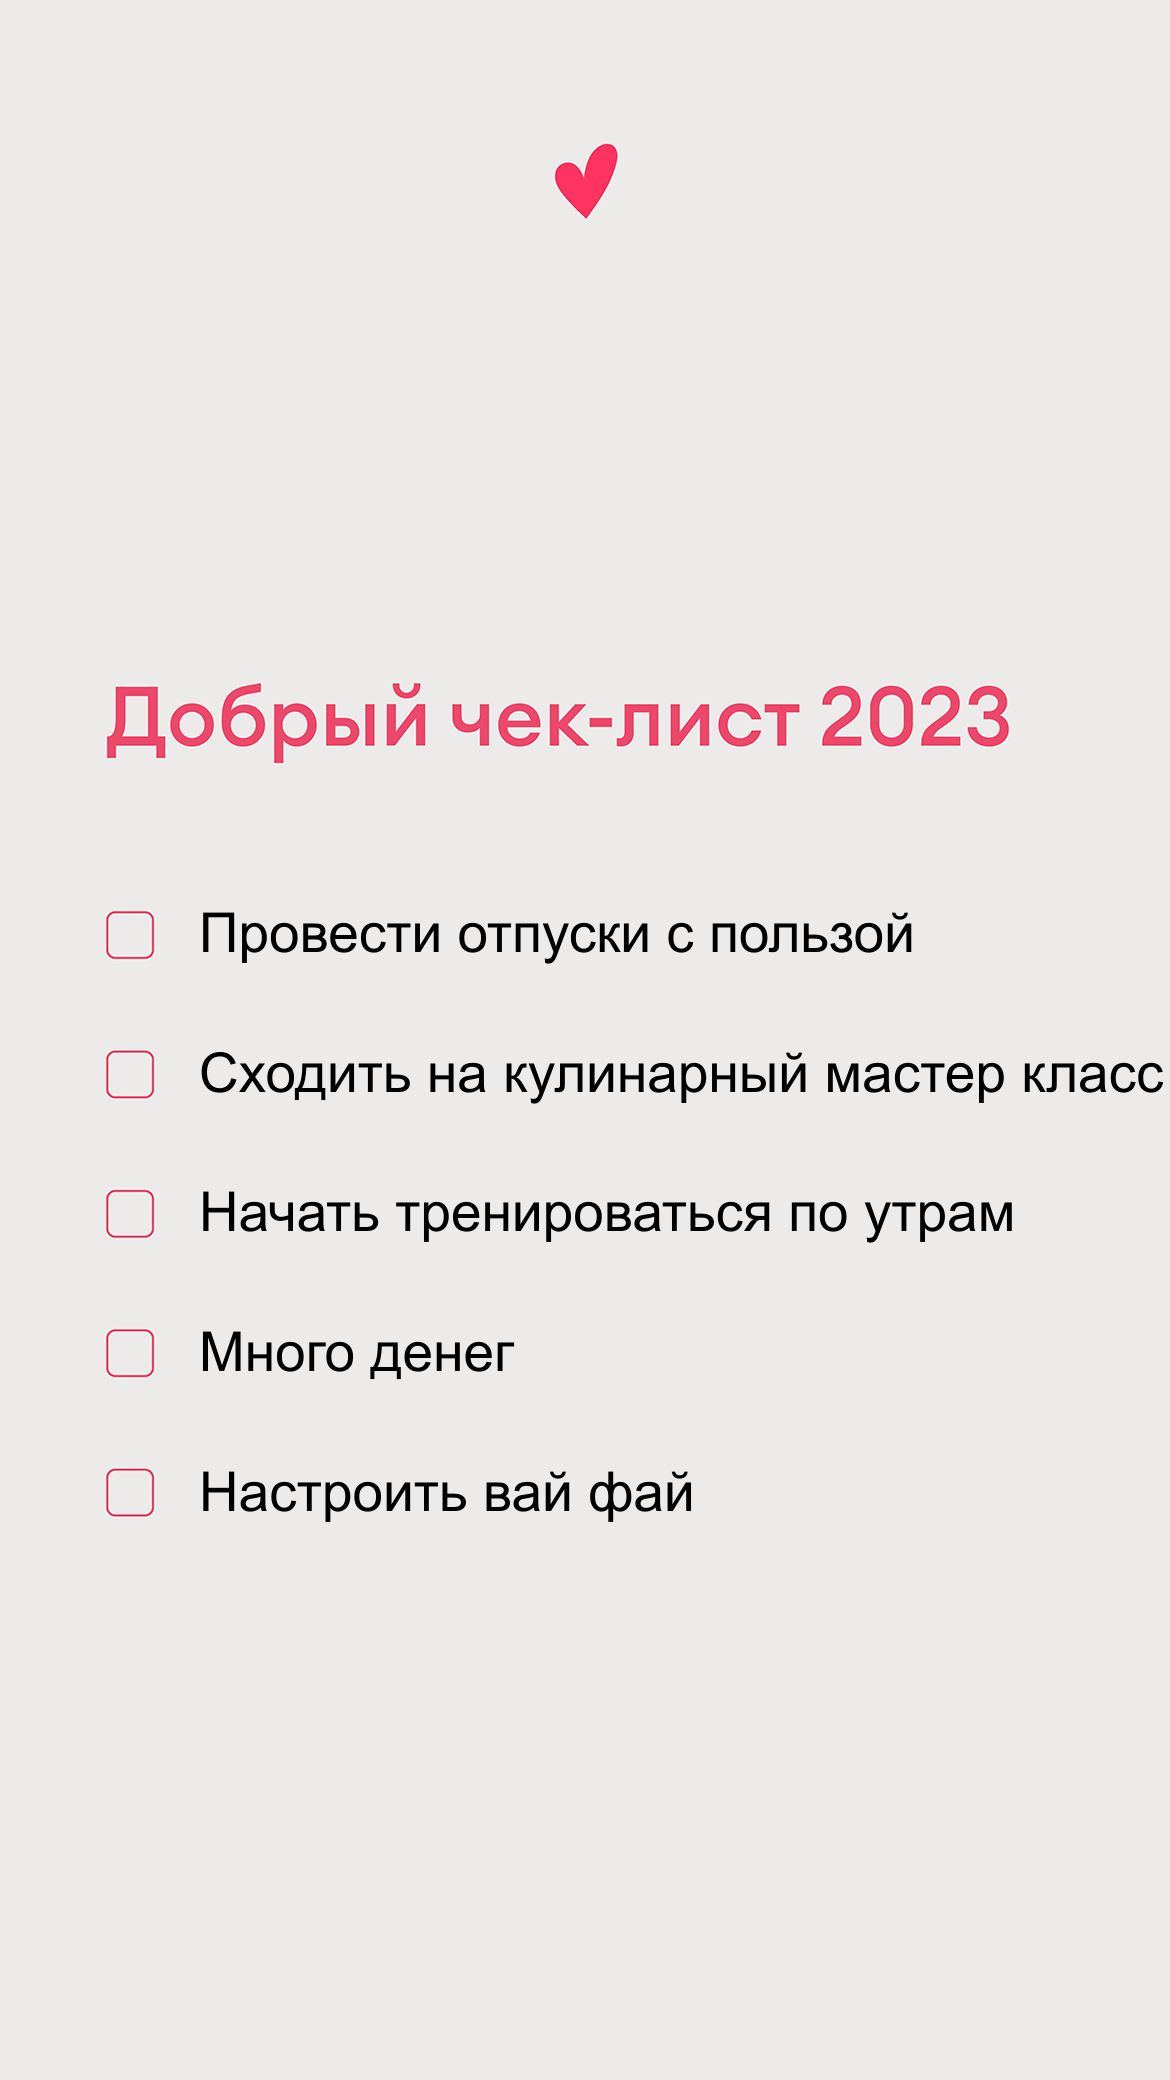 Добрый чек-лист 2023
Провести отпуски с пользой
Сходить на кулинарный мастер класс
Начать тренироваться по утрам
Много денег
Настроить вай фай